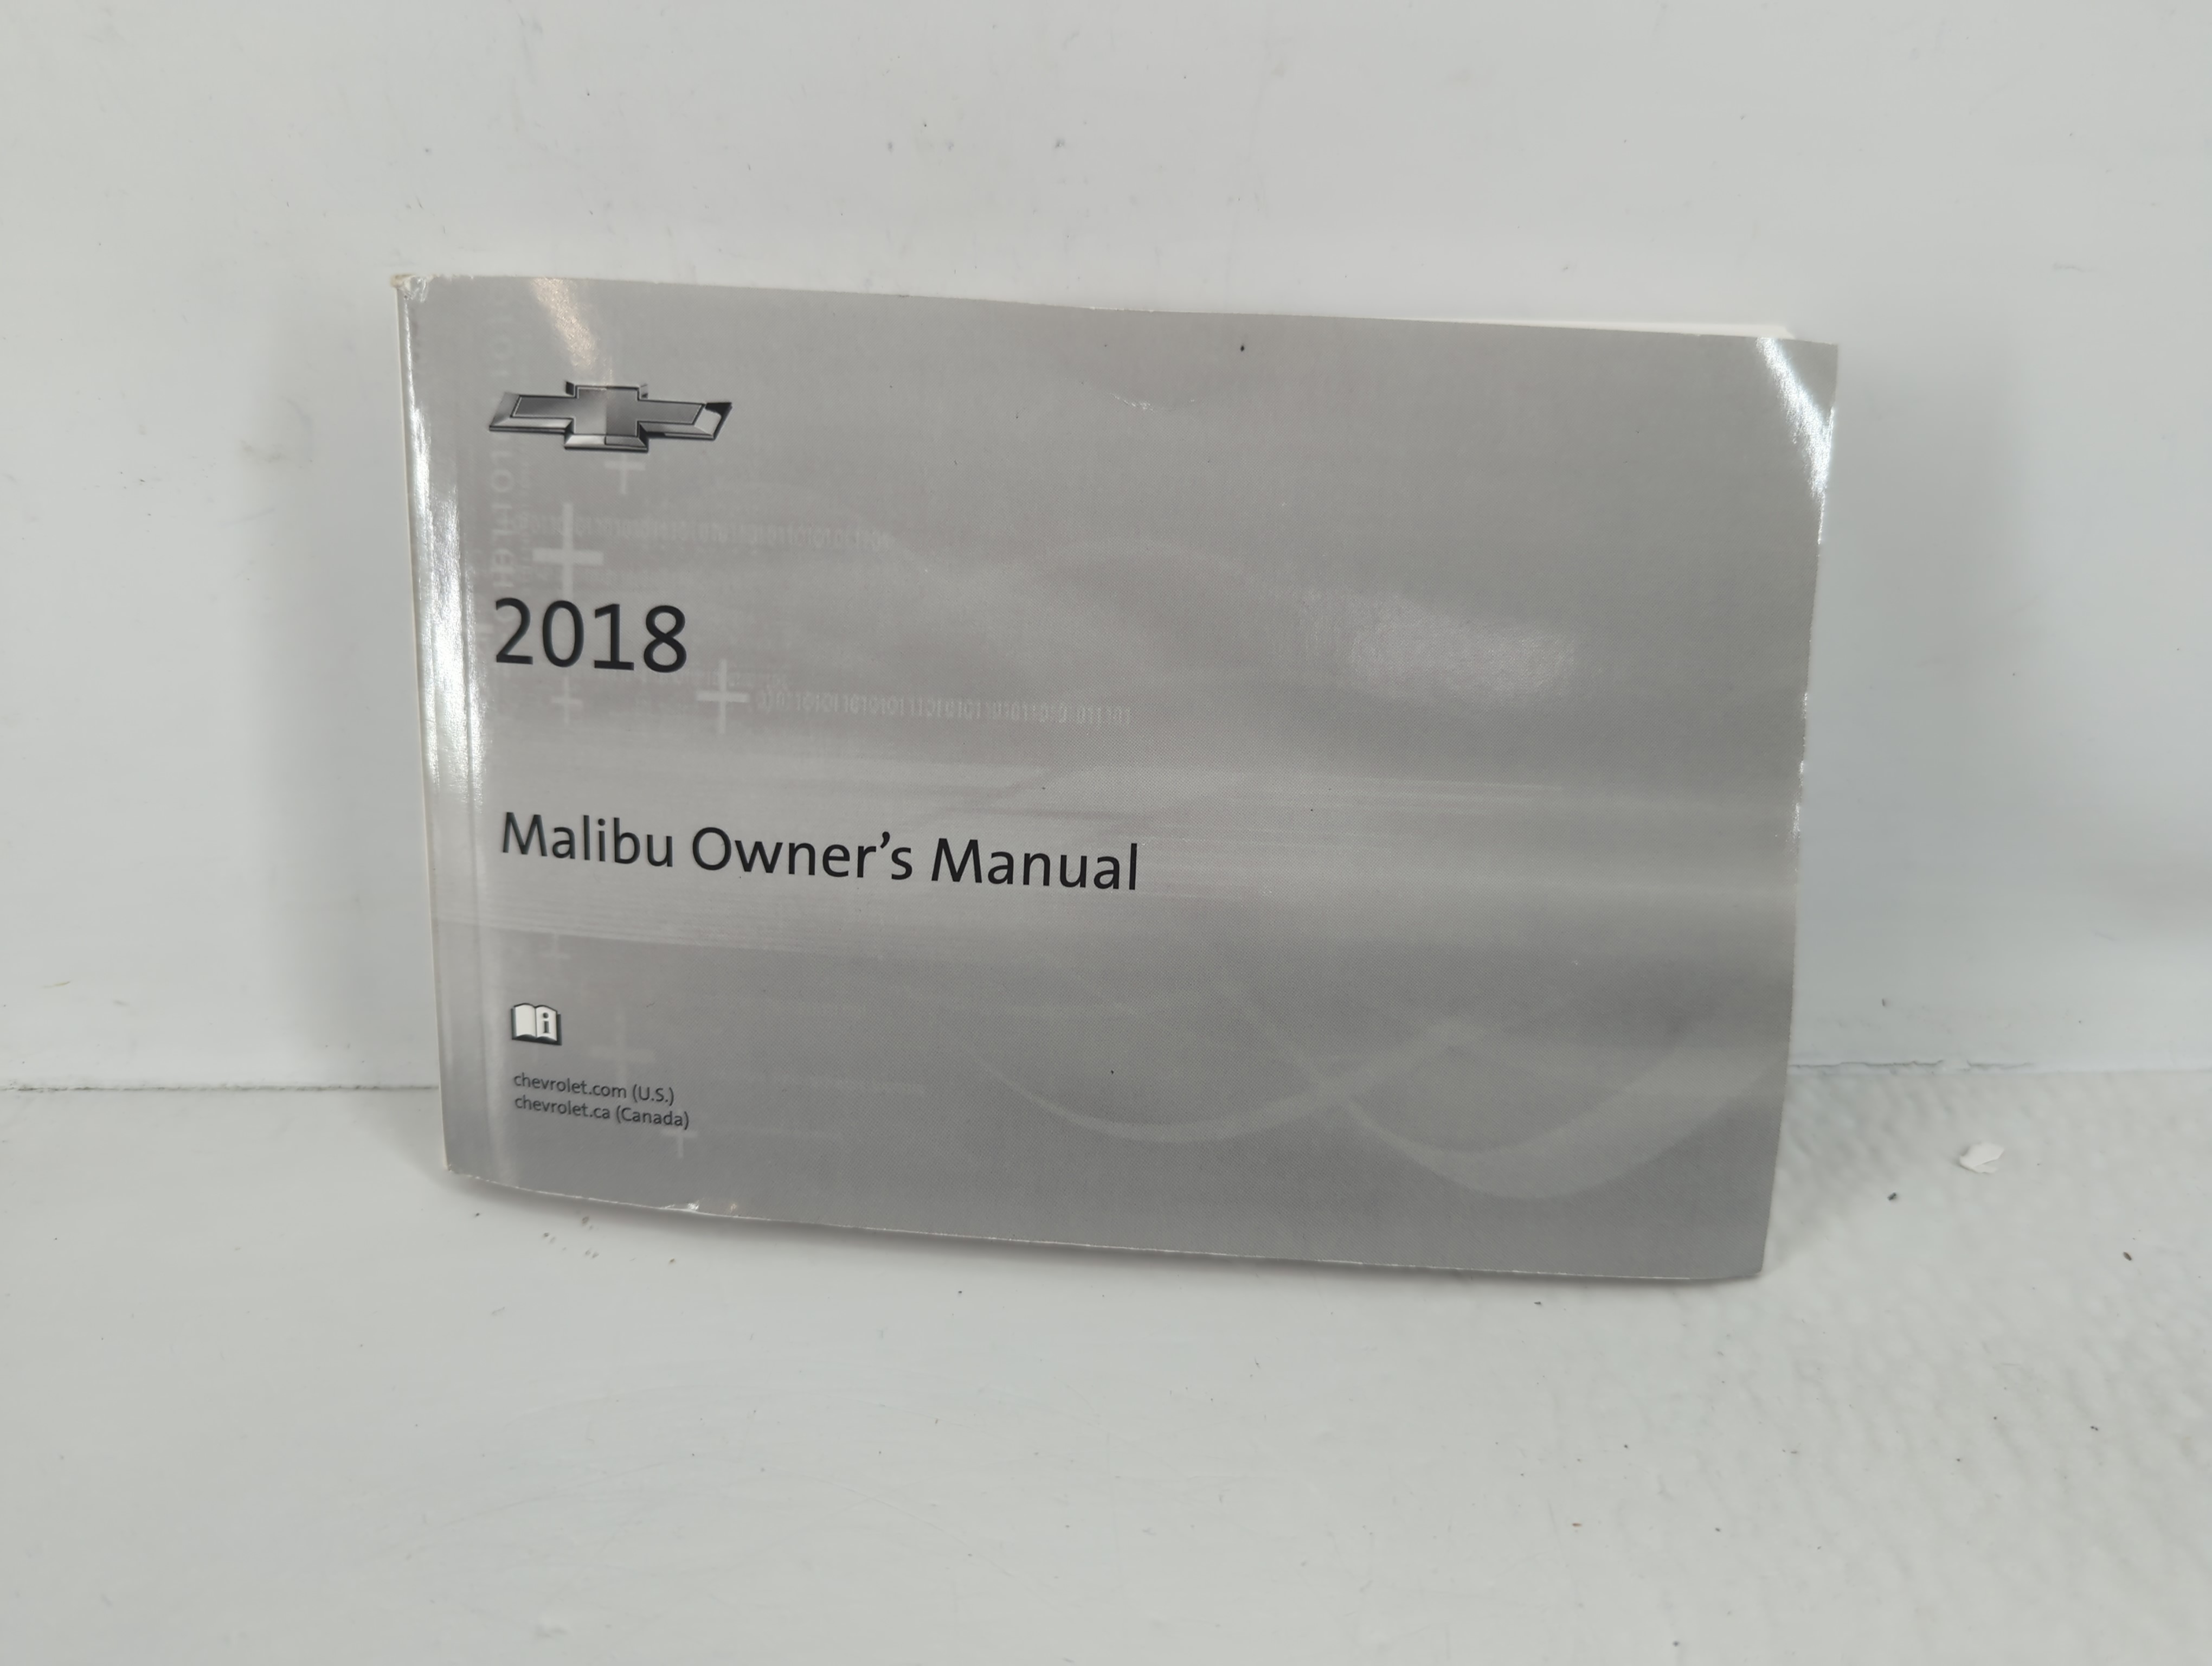 2018
Malibu Owner's Manual
chevrolet.com (U.S.)
chevrolet.ca (Canada)